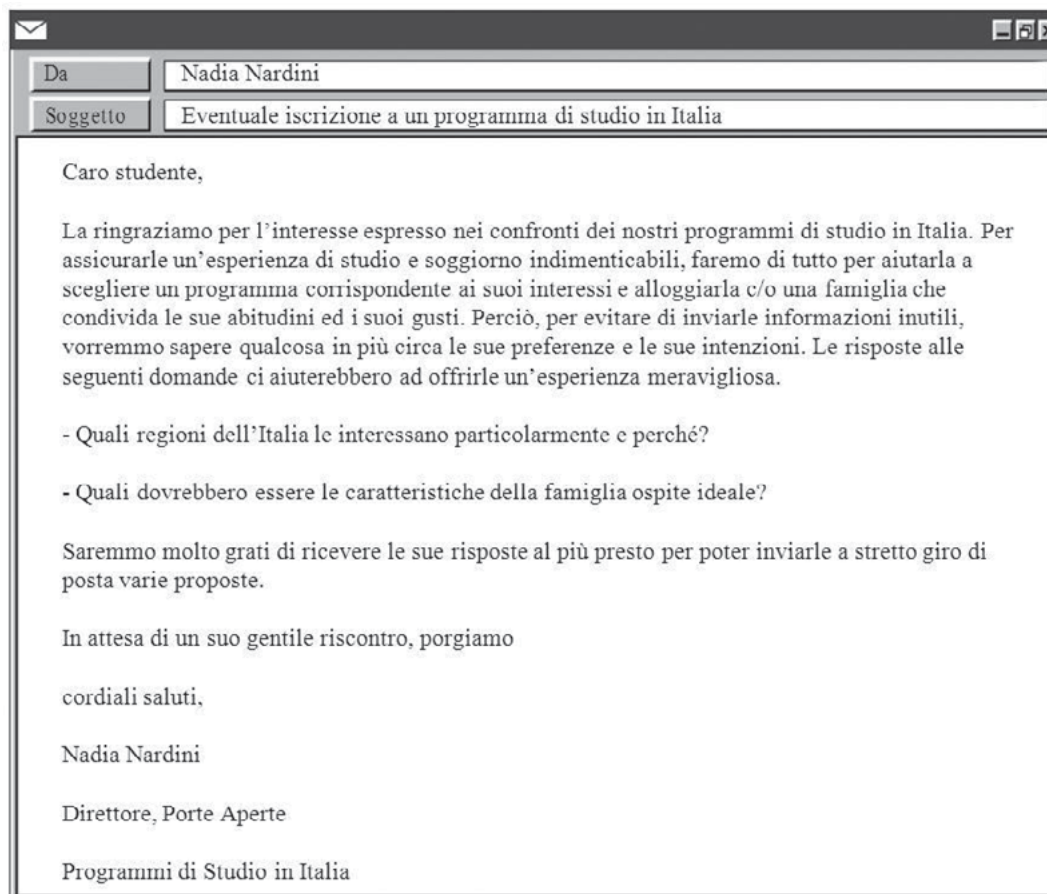 Da Nadia Nardini
Soggetto Eventuale iscrizione a un programma di studio in Italia
Caro studente,
La ringraziamo per l'interesse espresso nei confronti dei nostri programmi di studio in Italia. Per
assicurarle un'esperienza di studio e soggiorno indimenticabili, faremo di tutto per aiutarla a
scegliere un programma corrispondente ai suoi interessi e alloggiarla c/o una famiglia che
condivida le sue abitudini ed i suoi gusti. Perciò, per evitare di inviarle informazioni inutili,
vorremmo sapere qualcosa in più circa le sue preferenze e le sue intenzioni. Le risposte alle
seguenti domande ci aiuterebbero ad offrirle un'esperienza meravigliosa.
- Quali regioni dell'Italia le interessano particolarmente e perché?
- Quali dovrebbero essere le caratteristiche della famiglia ospite ideale?
Saremmo molto grati di ricevere le sue risposte al più presto per poter inviarle a stretto giro di
posta varie proposte.
In attesa di un suo gentile riscontro, porgiamo
cordiali saluti,
Nadia Nardini
Direttore, Porte Aperte
Programmi di Studio in Italia